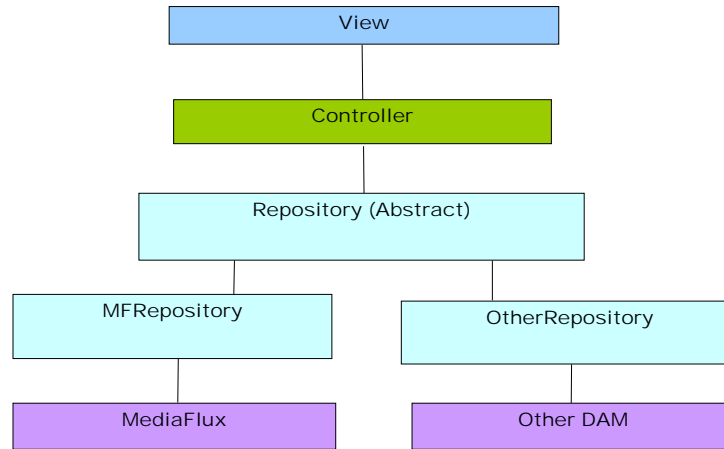 View
Controller
Repository (Abstract)
MFRepository
OtherRepository
MediaFlux
Other DAM